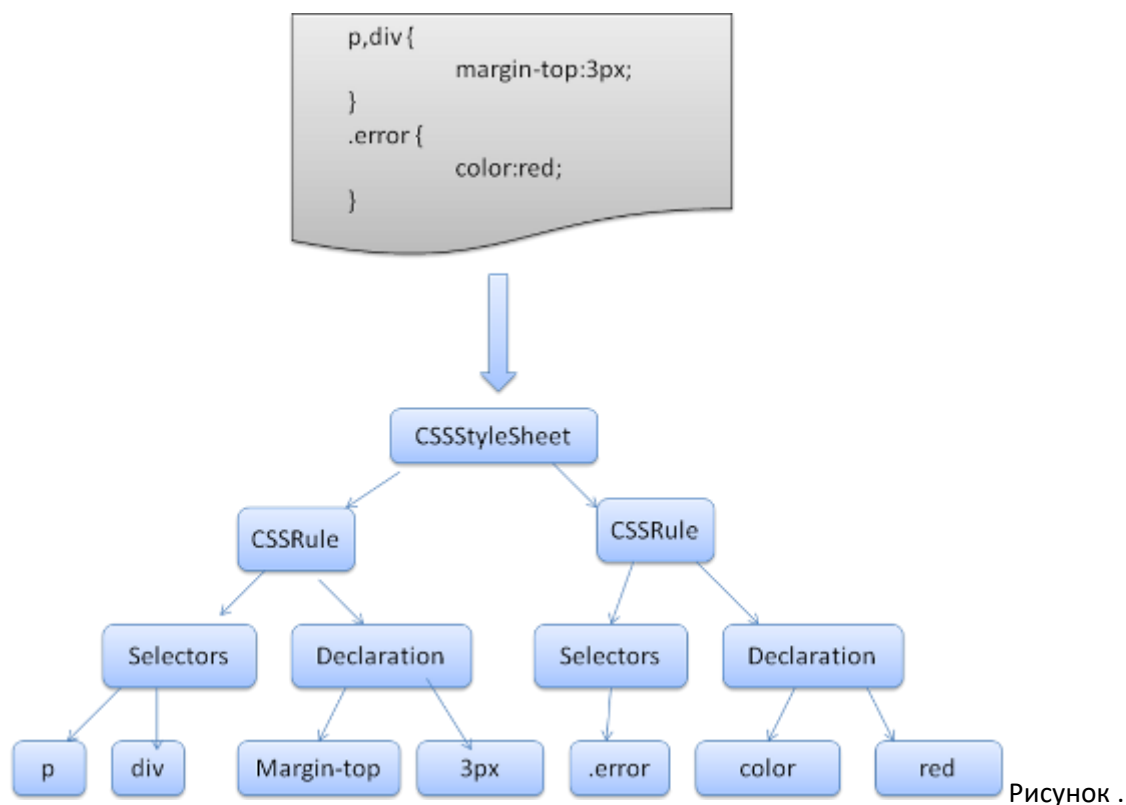 p,div {
margin-top:3px;
}
.error {
color:red;
}
CSSStyleSheet
CSSRule
CSSRule
Selectors
Declaration
Selectors
Declaration
p
div
Margin-top
3px
.error
color
red
Рисунок .